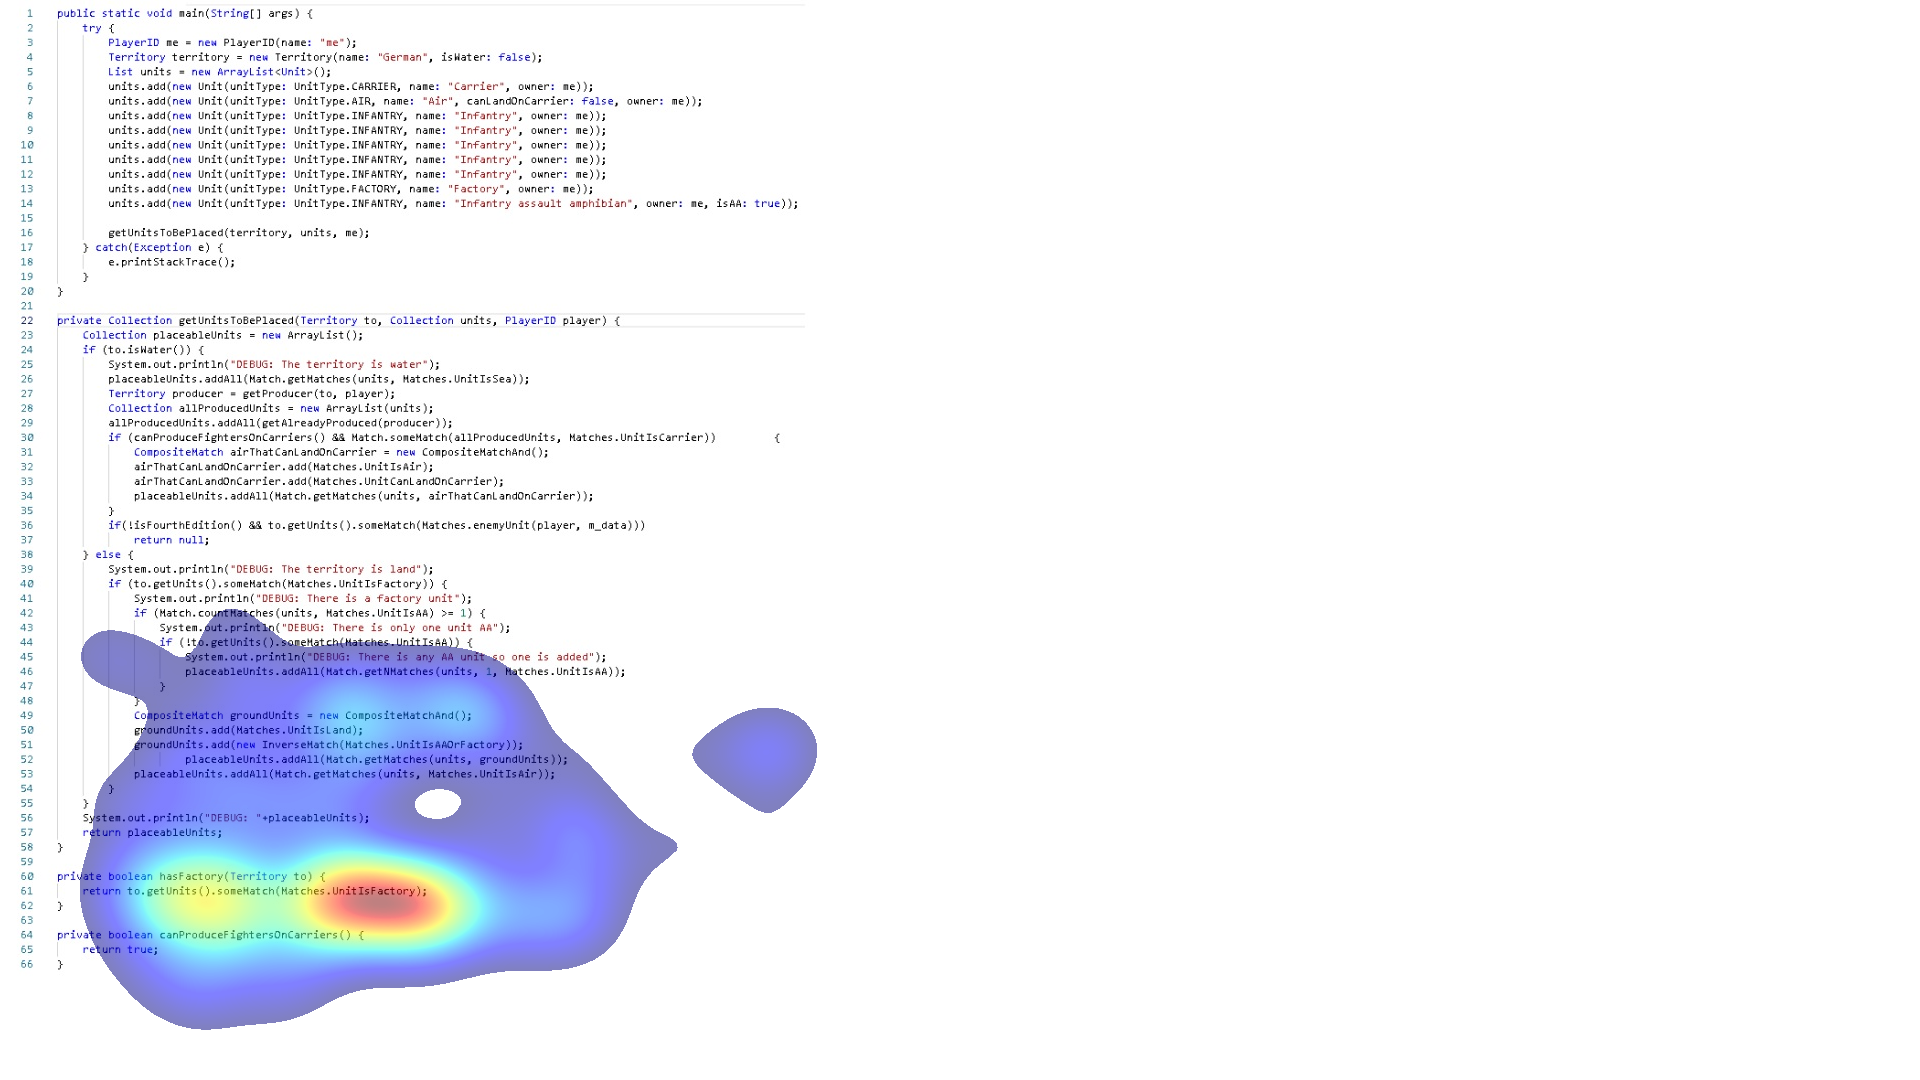 1 public static void main(String[] args) {
2 try {
3 PlayerID me = new PlayerID(name: "me");
4 Territory territory = new Territory(name: "German", isWater: false);
5 List units = new ArrayList<Unit>();
6 units.add(new Unit(unitType: UnitType.CARRIER, name: "Carrier", owner: me));
7 units.add(new Unit(unitType: UnitType.AIR, name: "Air", canLandOnCarrier: false, owner: me));
8 units.add(new Unit(unitType: UnitType.INFANTRY, name: "Infantry", owner: me));
9 units.add(new Unit(unitType: UnitType.INFANTRY, name: "Infantry", owner: me));
10 units.add(new Unit(unitType: UnitType.INFANTRY, name: "Infantry", owner: me));
11 units.add(new Unit(unitType: UnitType.INFANTRY, name: "Infantry", owner: me));
12 units.add(new Unit(unitType: UnitType.INFANTRY, name: "Infantry", owner: me));
13 units.add(new Unit(unitType: UnitType.FACTORY, name: "Factory", owner: me));
14 units.add(new Unit(unitType: UnitType.INFANTRY, name: "Infantry assault amphibian", owner: me, isAA: true));
15
16 getUnitsToBePlaced(territory, units, me);
17 } catch(Exception e) {
18 e.printStackTrace();
19 }
20 }
21
22 private Collection getUnitsToBePlaced(Territory to, Collection units, PlayerID player) {
23 Collection placeableUnits = new ArrayList();
24 if (to.isWater()) {
25 System.out.println("DEBUG: The territory is water");
26 placeableUnits.addAll(Match.getMatches(units, Matches.UnitIsSea));
27 Territory producer = getProducer(to, player);
28 Collection allProducedUnits = new ArrayList(units);
29 allProducedUnits.addAll(getAlreadyProduced(producer));
30 if (canProduceFightersOnCarriers() && Match.someMatch(allProducedUnits, Matches.UnitIsCarrier)) {
31 CompositeMatch airThatCanLandOnCarrier = new CompositeMatchAnd();
32 airThatCanLandOnCarrier.add(Matches.UnitIsAir);
33 airThatCanLandOnCarrier.add(Matches.UnitCanLandOnCarrier);
34 placeableUnits.addAll(Match.getMatches(units, airThatCanLandOnCarrier));
35 }
36 if(!isFourthEdition() && to.getUnits().someMatch(Matches.enemyUnit(player, m_data)))
37 return null;
38 } else {
39 System.out.println("DEBUG: The territory is land");
40 if (to.getUnits().someMatch(Matches.UnitIsFactory)) {
41 System.out.println("DEBUG: There is a factory unit");
42 if (Match.countMatches(units, Matches.UnitIsAA) >= 1) {
43 System.out.println("DEBUG: There is only one unit AA");
44 if (!to.getUnits().someMatch(Matches.UnitIsAA)) {
45 System.out.println("DEBUG: There is any AA unit so one is added");
46 placeableUnits.addAll(Match.getNMatches(units, 1, Matches.UnitIsAA));
47 }
48 }
49 CompositeMatch groundUnits = new CompositeMatchAnd();
50 groundUnits.add(Matches.UnitIsLand);
51 groundUnits.add(new InverseMatch(Matches.UnitIsAAOrFactory));
52 placeableUnits.addAll(Match.getMatches(units, groundUnits));
53 placeableUnits.addAll(Match.getMatches(units, Matches.UnitIsAir));
54 }
55 }
56 System.out.println("DEBUG: "+placeableUnits);
57 return placeableUnits;
58 }
59
60 private boolean hasFactory(Territory to) {
61 return to.getUnits().someMatch(Matches.UnitIsFactory);
62 }
63
64 private boolean canProduceFightersOnCarriers() {
65 return true;
66 }